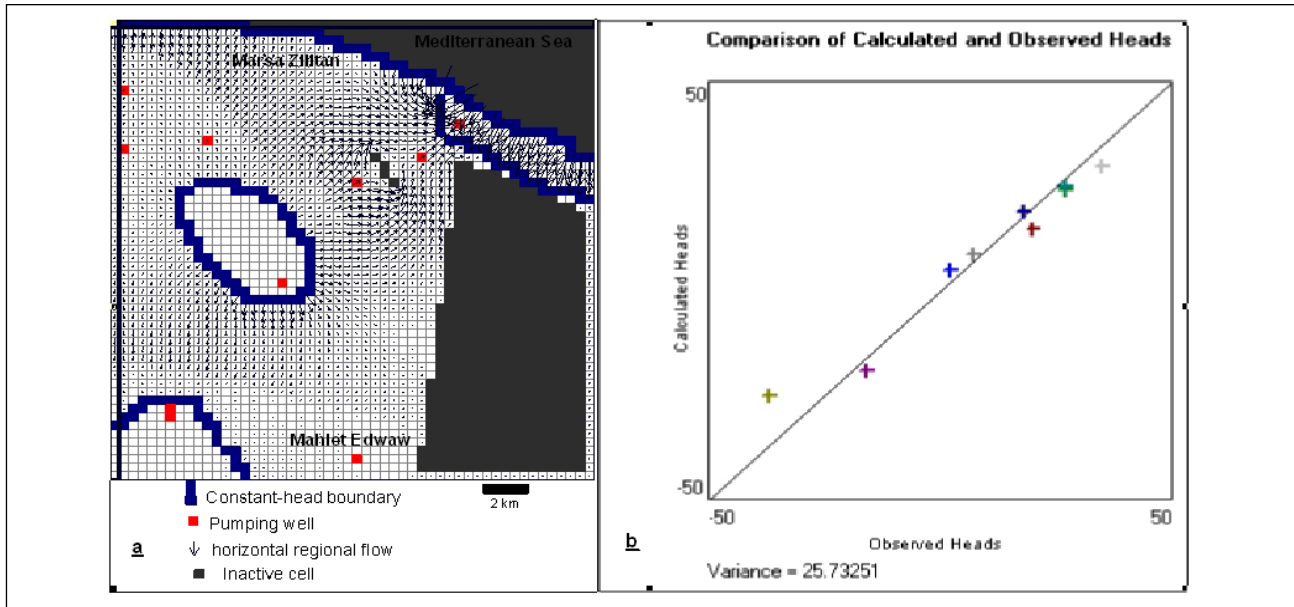 Mediterranean Sea
Marsa Zilitan
Mahlet Edwaw
Constant-head boundary
2 km
Pumping well
a
horizontal regional flow
Inactive cell
Comparison of Calculated and Observed Heads
50
Calculated Heads
-50
-50
50
b
Observed Heads
Variance = 25.73251